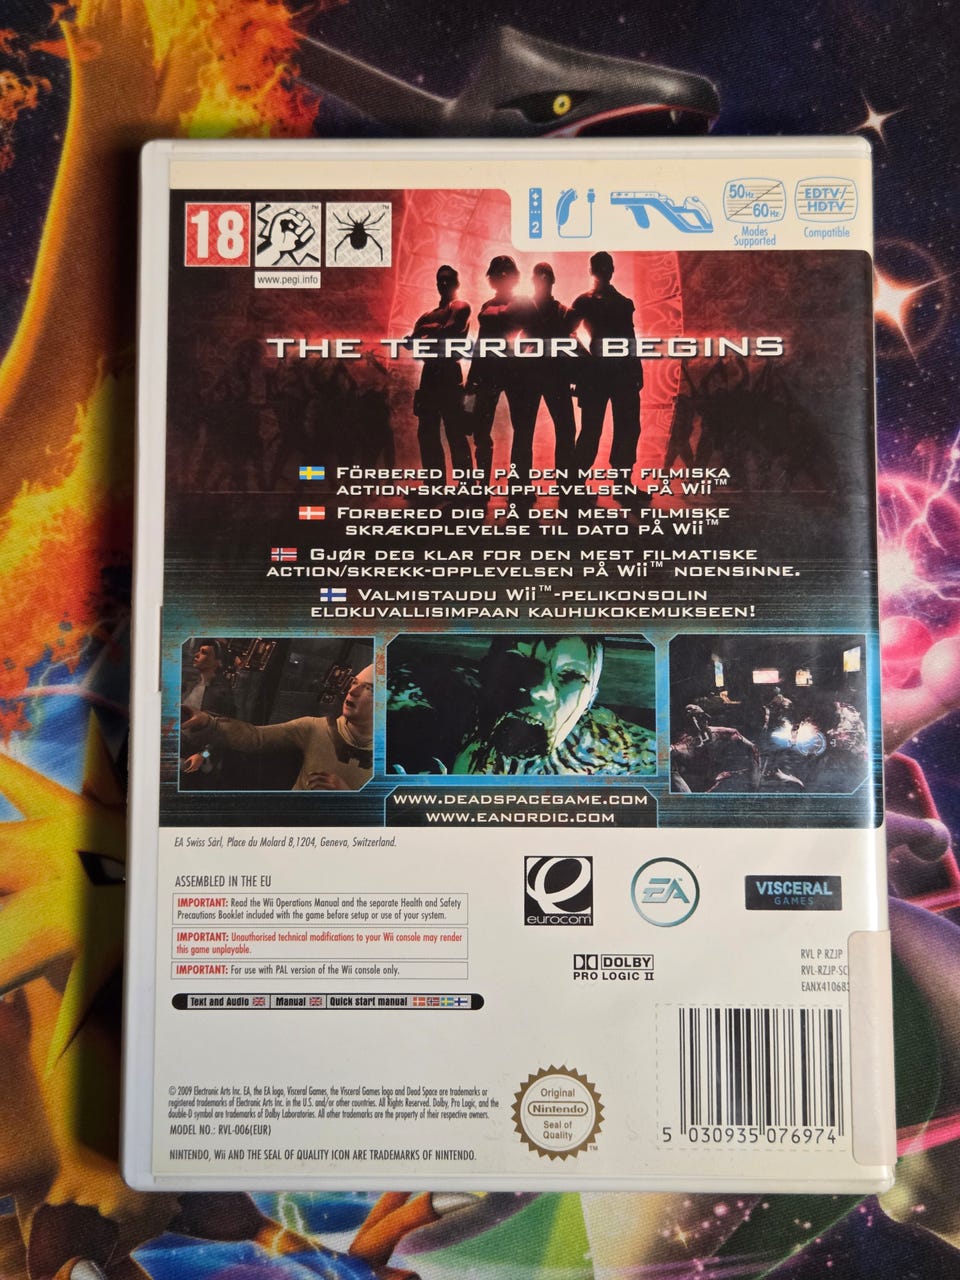 18
www.pegi.info
2
50Hz
60Hz
Modes
Supported
EDTV/
HDTV
Compatible
THE TERROR BEGINS
FÖRBERED DIG PÅ DEN MEST FILMISKA
ACTION-SKRÄCKUPPLEVELSEN PÅ Wii™
FORBERED DIG PÅ DEN MEST FILMISKE
SKRÆKOPLEVELSE TIL DATO PÅ Wii™
GJØR DEG KLAR FOR DEN MEST FILMATISKE
ACTION/SKREKK-OPPLEVELSEN PÅ Wii™ NOENSINNE.
VALMISTAUDU Wii™-PELIKONSOLIN
ELOKUVALLISIMPAAN KAUHUKOKEMUKSEEN!
WWW.DEADSPACEGAME.COM
WWW.EANORDIC.COM
EA Swiss Sàrl, Place du Molard 8,1204, Geneva, Switzerland.
ASSEMBLED IN THE EU
IMPORTANT: Read the Wii Operations Manual and the separate Health and Safety
Precautions Booklet included with the game before setup or use of your system.
IMPORTANT: Unauthorised technical modifications to your Wii console may render
this game unplayable.
IMPORTANT: For use with PAL version of the Wii console only.
Text and Audio Manual Quick start manual
eurocom
EA
VISCERAL
GAMES
DOLBY
PRO LOGIC II
RVL P RZJP
RVL-RZJP-SC
EANX41068
© 2009 Electronic Arts Inc. EA, the EA logo, Visceral Games, the Visceral Games logo and Dead Space are trademarks or
registered trademarks of Electronic Arts Inc. in the U.S. and/or other countries. All Rights Reserved. Dolby, Pro Logic, and the
double-D symbol are trademarks of Dolby Laboratories. All other trademarks are the property of their respective owners.
MODEL NO.: RVL-006(EUR)
NINTENDO, Wii AND THE SEAL OF QUALITY ICON ARE TRADEMARKS OF NINTENDO.
Original
Nintendo
Seal of
Quality
TM
5 030935 076974